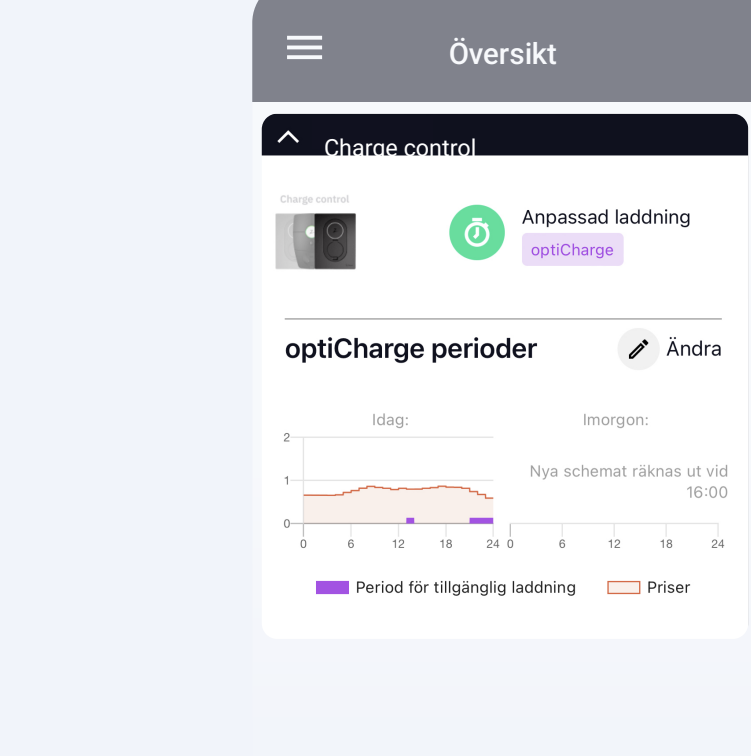 Översikt
Charge control
Charge control
Anpassad laddning
optiCharge
optiCharge perioder
Ändra
Idag:
Imorgon:
2
1
0
0 6 12 18 24
Nya schemat räknas ut vid
16:00
0 6 12 18 24
Period för tillgänglig laddning
Priser